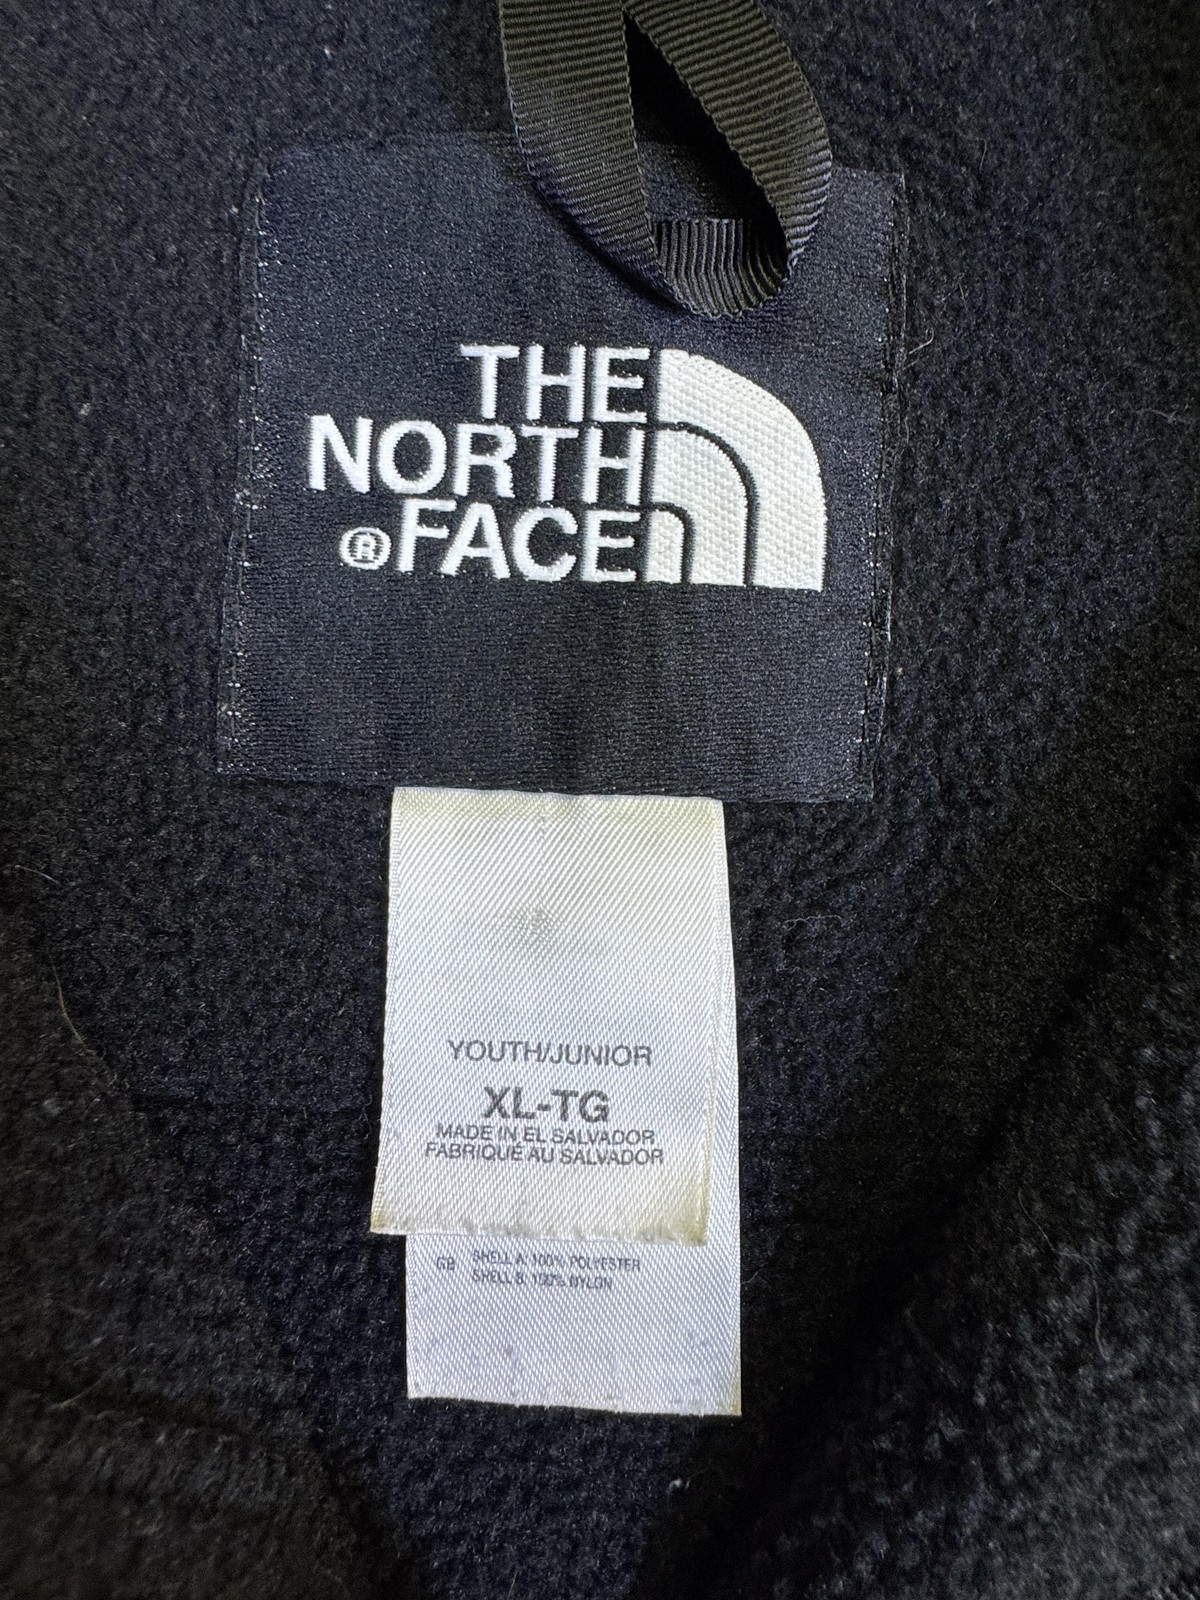 THE
NORTH
®FACE
YOUTH/JUNIOR
XL-TG
MADE IN EL SALVADOR
FABRIQUÉ AU SALVADOR
GB SHELL A: 100% POLYESTER
SHELL B: 100% NYLON